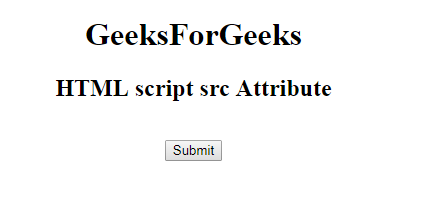 GeeksForGeeks
HTML script src Attribute
Submit